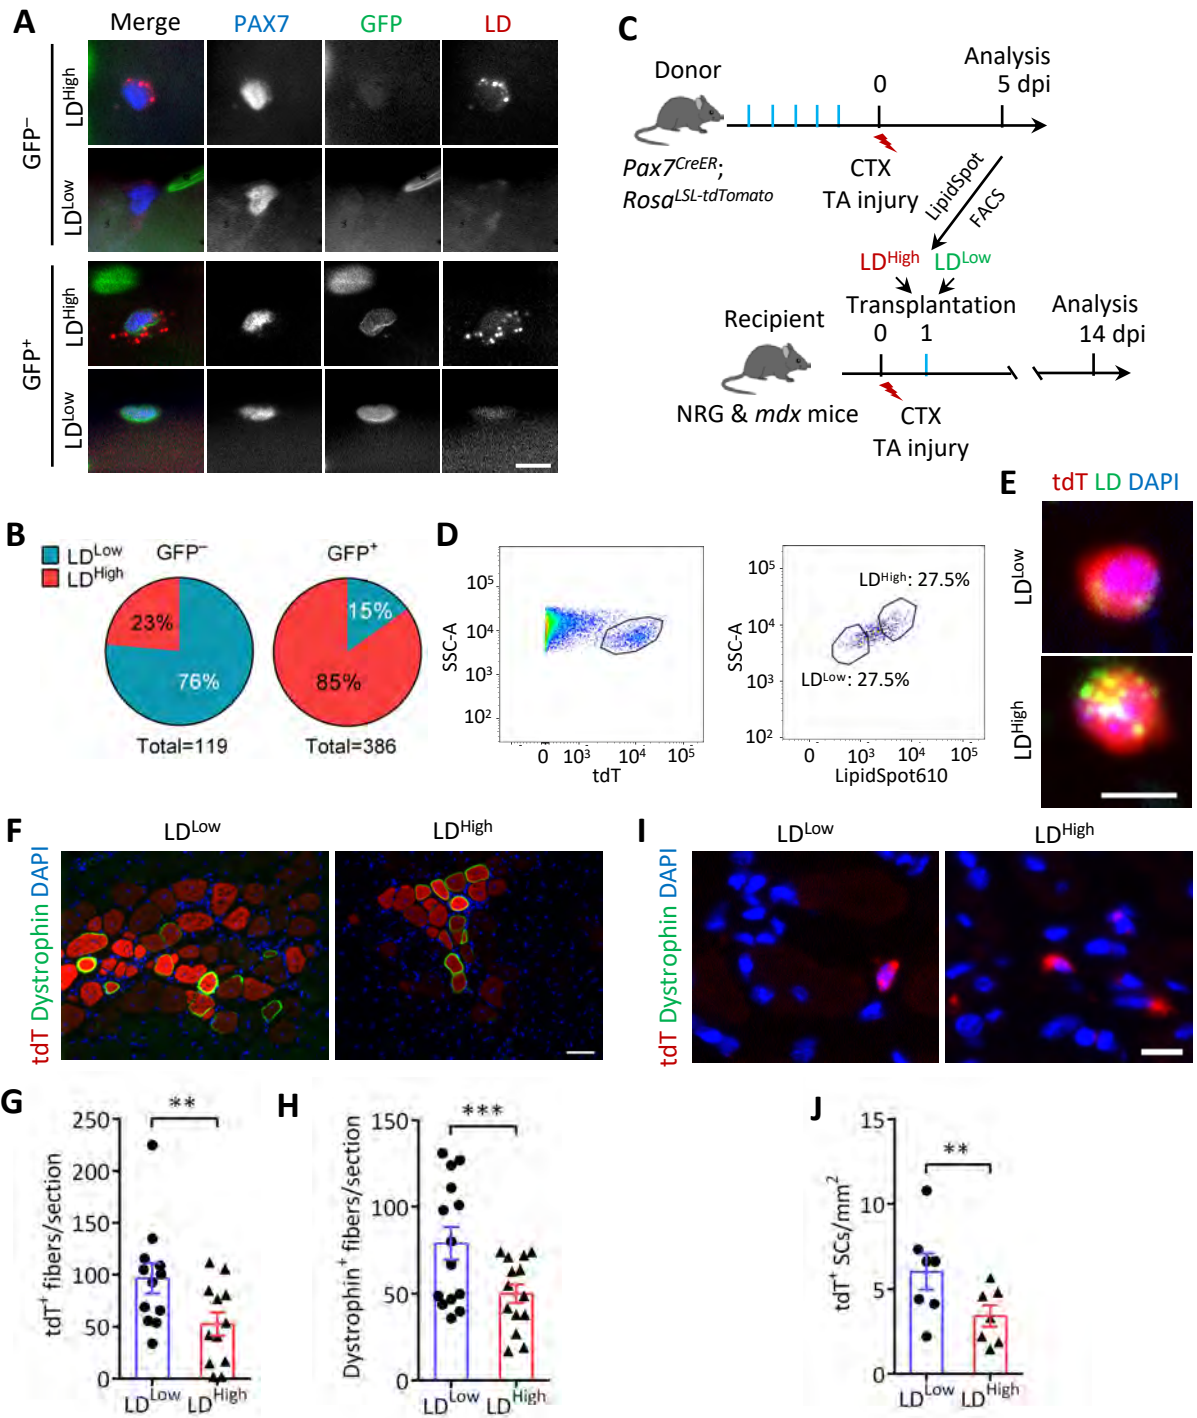 A
Merge PAX7 GFP LD
GFP–
LDHigh
LDLow
GFP+
LDHigh
LDLow
B
LDLow
LDHigh
GFP– GFP+
23% 76%
15% 85%
Total=119 Total=386
C
Donor
0
Analysis
5 dpi
Pax7CreER;
RosaLSL-tdTomato
CTX
TA injury
LipidSpot
FACS
LDHigh LDLow
Transplantation
Recipient
0 1
Analysis
14 dpi
NRG & mdx mice
CTX
TA injury
D
SSC-A
105
104
103
102
0 103 104 105
tdT
SSC-A
105
104
103
102
LDHigh: 27.5%
LDLow: 27.5%
0 103 104 105
LipidSpot610
E
tdT LD DAPI
LDLow
LDHigh
F
LDLow LDHigh
tdT Dystrophin DAPI
I
LDLow LDHigh
tdT Dystrophin DAPI
G
tdT+ fibers/section
250
200
150
100
50
0
**
LDLow LDHigh
H
Dystrophin+ fibers/section
150
100
50
0
***
LDLow LDHigh
J
tdT+ SCs/mm2
15
10
5
0
**
LDLow LDHigh